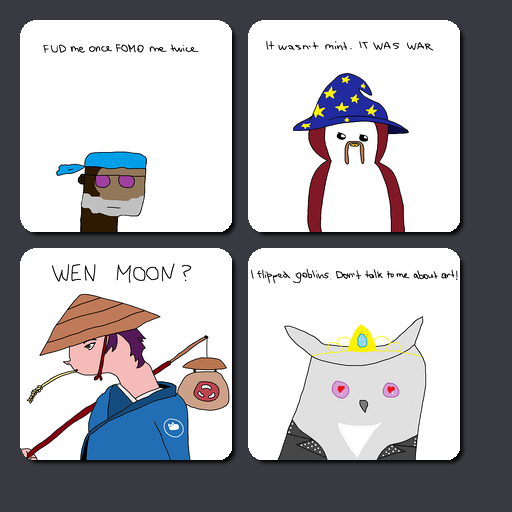 FUD me once FOMO me twice
It wasn't mint. IT WAS WAR
WEN MOON?
I flipped goblins. Don't talk to me about art!